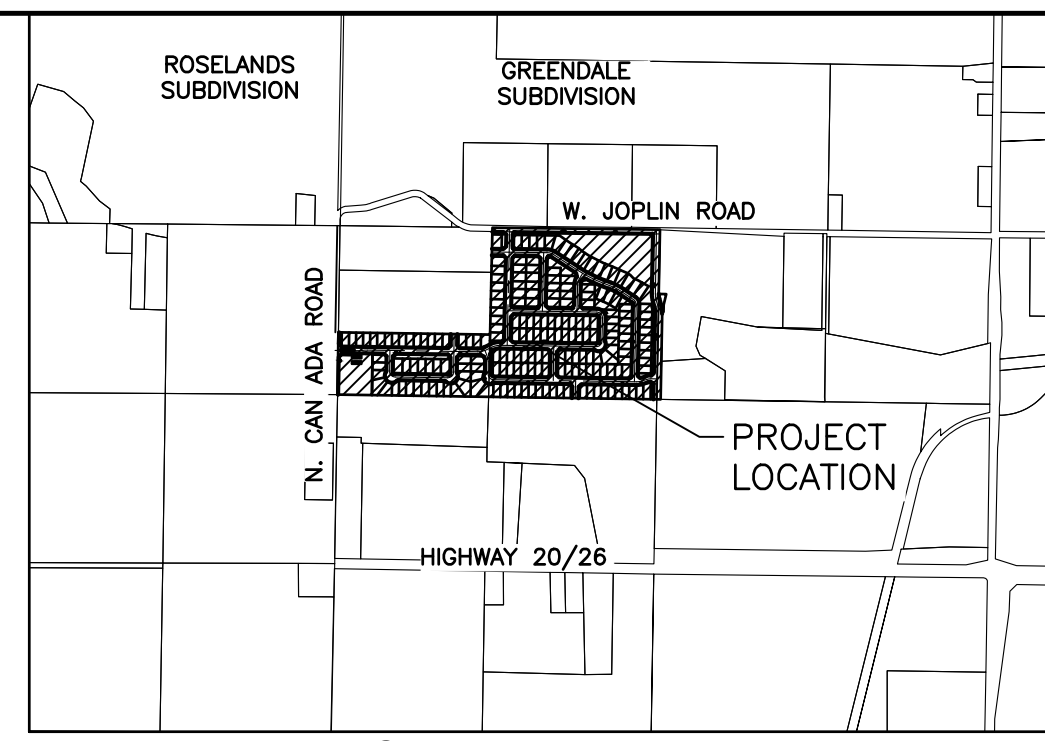 ROSELANDS
SUBDIVISION
GREENDALE
SUBDIVISION
W. JOPLIN ROAD
N. CAN ADA ROAD
PROJECT
LOCATION
HIGHWAY 20/26